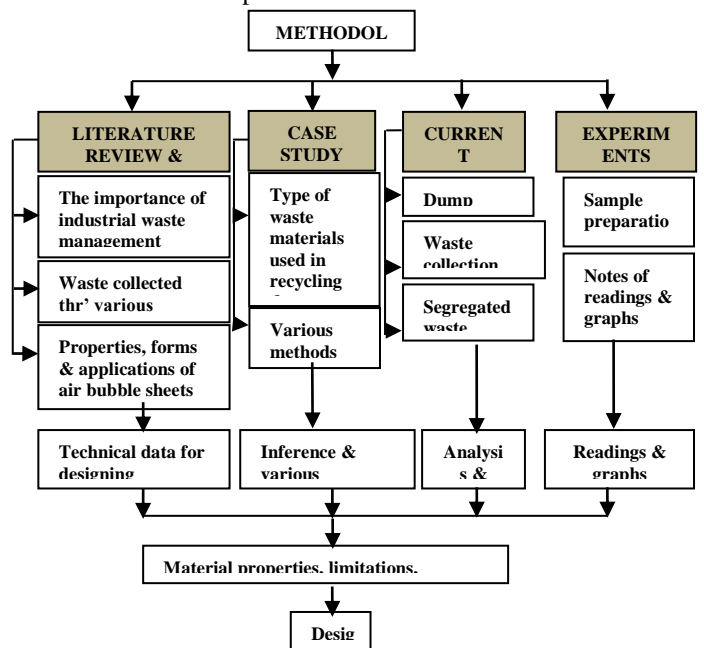 METHODOL
LITERATURE
REVIEW &
The importance of
industrial waste
management
Waste collected
thr’ various
Properties, forms
& applications of
air bubble sheets
Technical data for
designing
CASE
STUDY
Type of
waste
materials
used in
recycling
Various
methods
Inference &
various
CURREN
T
Dump
Waste
collection
Segregated
waste
Analysi
s &
EXPERIM
ENTS
Sample
preparatio
Notes of
readings &
graphs
Readings &
graphs
Material properties, limitations,
Desig